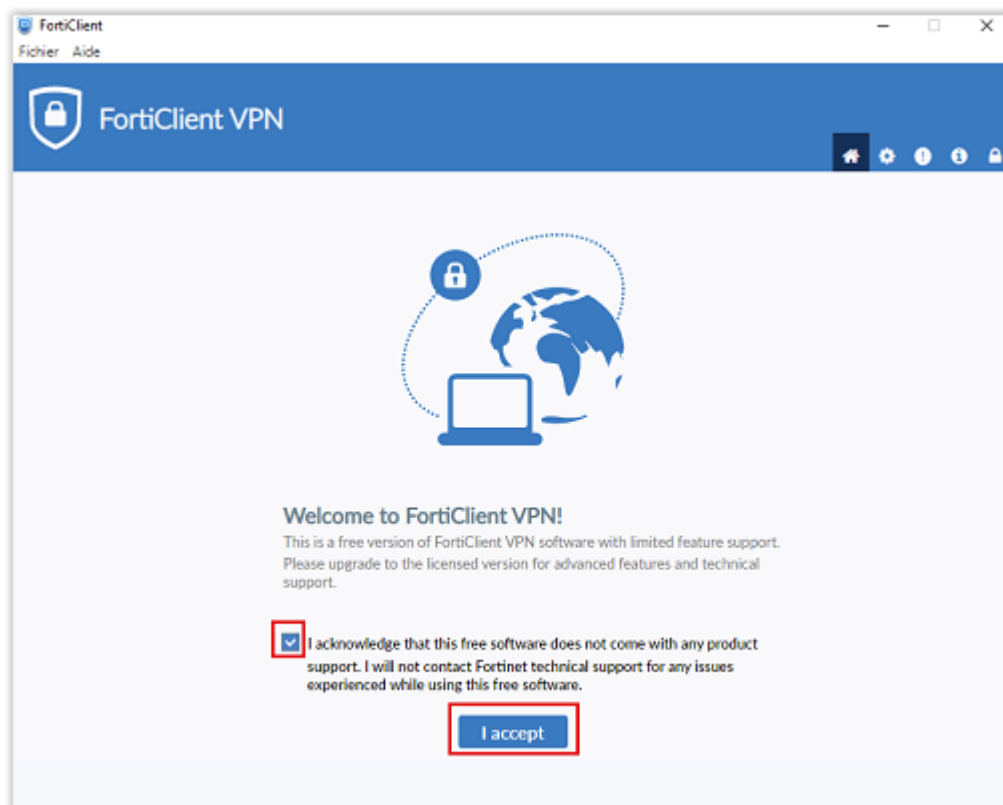 FortiClient
Fichier Aide
FortiClient VPN
Welcome to FortiClient VPN!
This is a free version of FortiClient VPN software with limited feature support.
Please upgrade to the licensed version for advanced features and technical
support.
I acknowledge that this free software does not come with any product
support. I will not contact Fortinet technical support for any issues
experienced while using this free software.
I accept